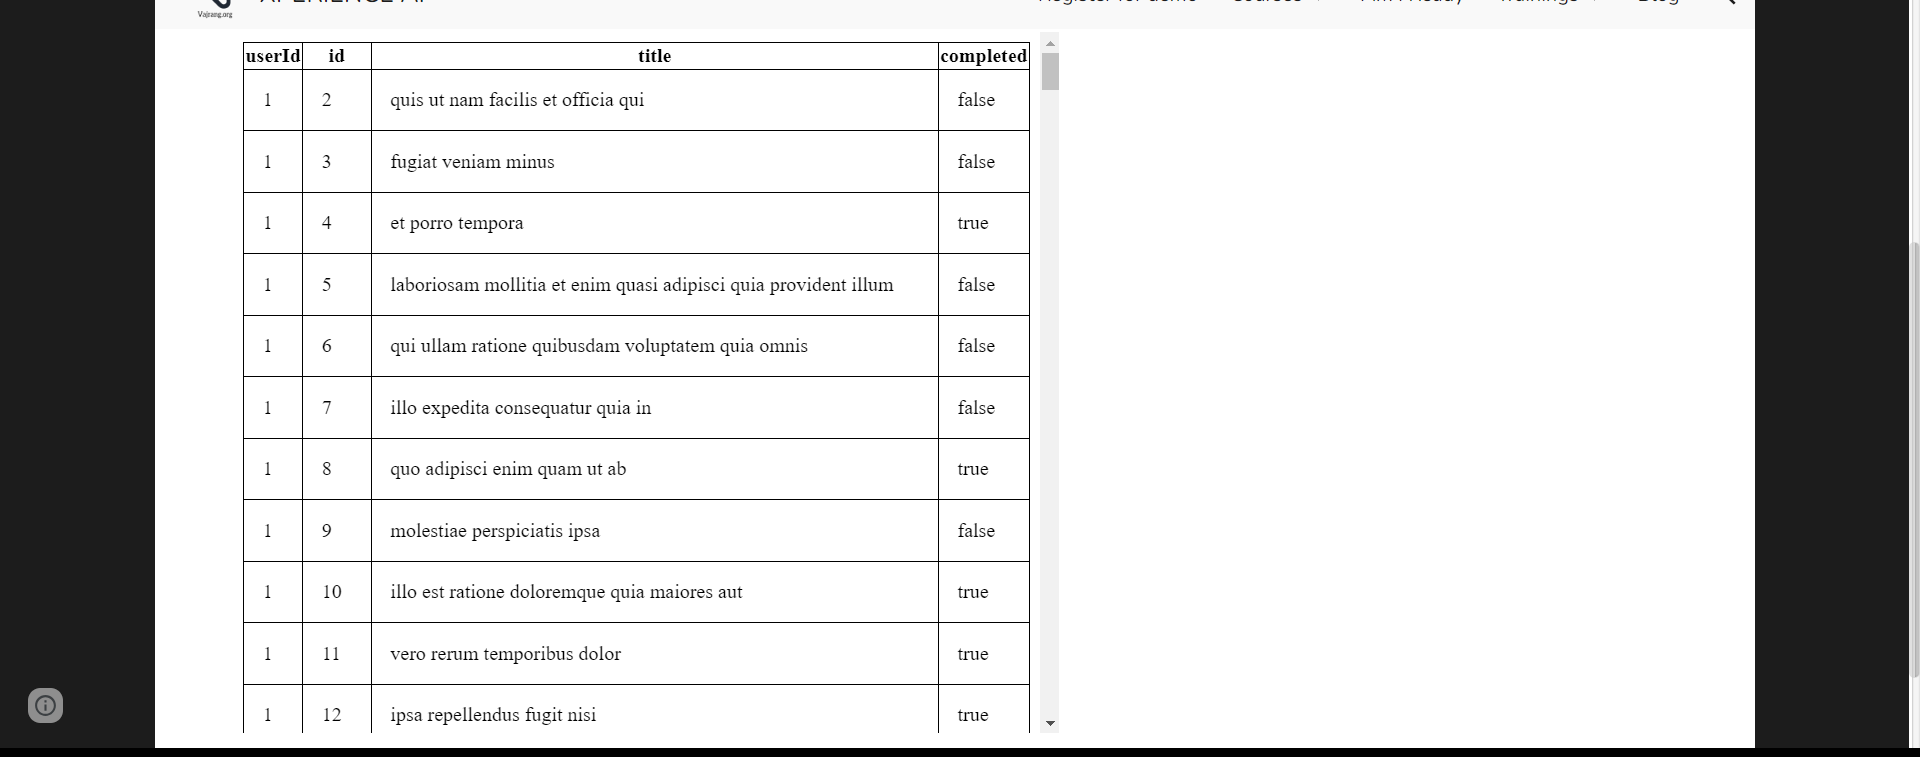 Vajrang.org
userId id title completed
1 2 quis ut nam facilis et officia qui false
1 3 fugiat veniam minus false
1 4 et porro tempora true
1 5 laboriosam mollitia et enim quasi adipisci quia provident illum false
1 6 qui ullam ratione quibusdam voluptatem quia omnis false
1 7 illo expedita consequatur quia in false
1 8 quo adipisci enim quam ut ab true
1 9 molestiae perspiciatis ipsa false
1 10 illo est ratione doloremque quia maiores aut true
1 11 vero rerum temporibus dolor true
1 12 ipsa repellendus fugit nisi true